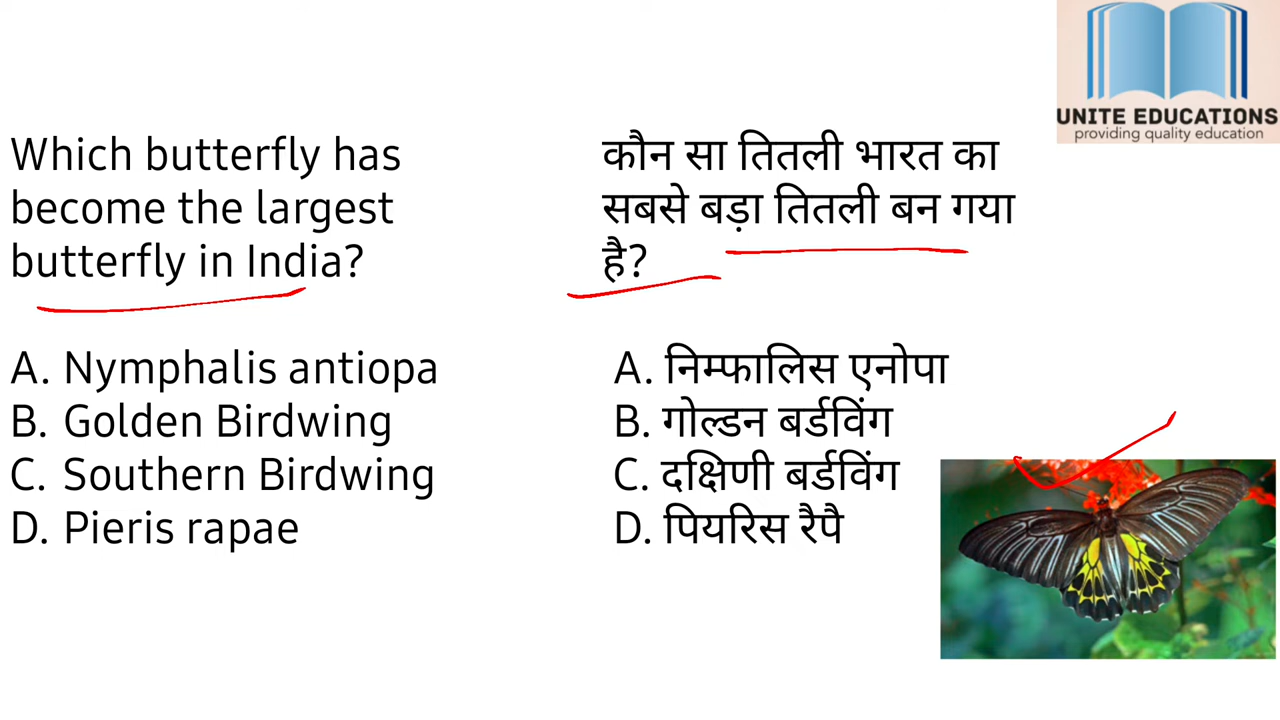 UNITE EDUCATIONS
providing quality education
Which butterfly has
become the largest
butterfly in India?
A. Nymphalis antiopa
B. Golden Birdwing
C. Southern Birdwing
D. Pieris rapae
कौन सा तितली भारत का
सबसे बड़ा तितली बन गया
है?
A. निम्फालिस एनोपा
B. गोल्डन बर्डविंग
C. दक्षिणी बर्डविंग
D. पियरिस रैपै